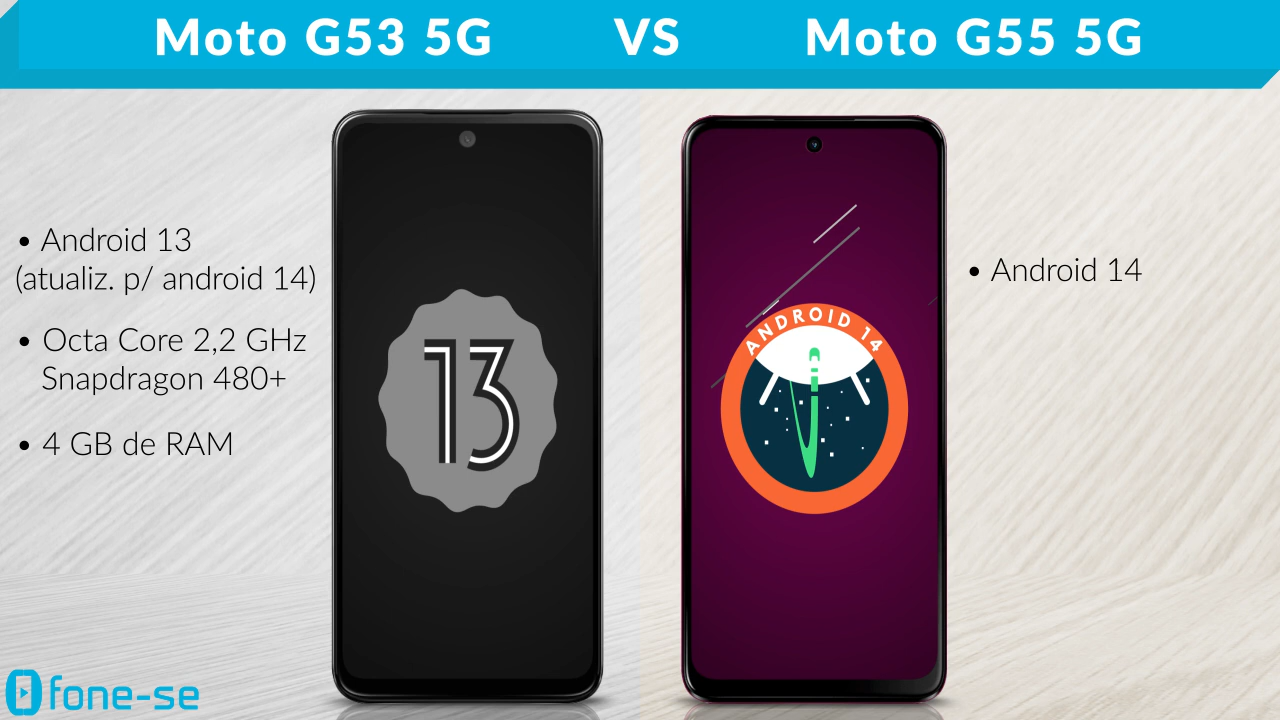 Moto G53 5G VS Moto G55 5G
• Android 13
(atualiz. p/ android 14)
• Octa Core 2,2 GHz
Snapdragon 480+
• 4 GB de RAM
13
ANDROID 14
• Android 14
fone-se